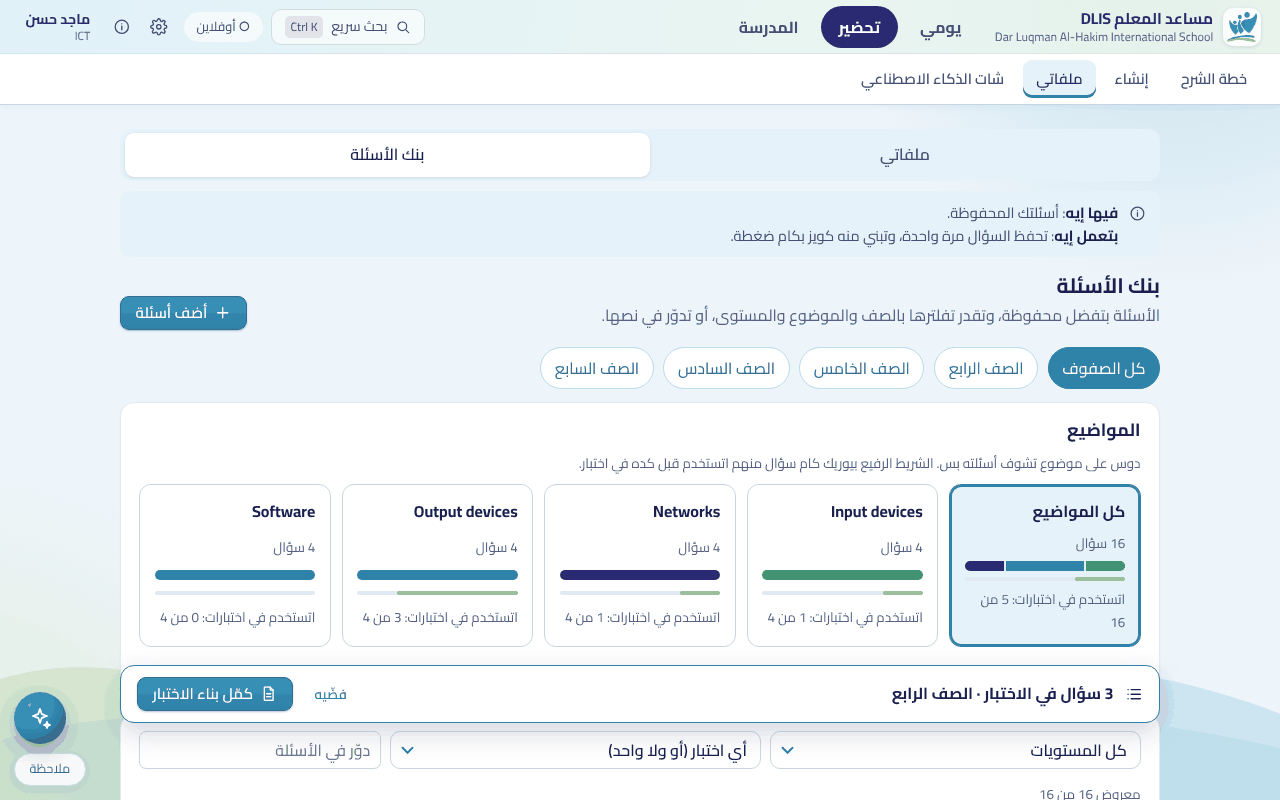 مساعد المعلم DLIS
Dar Luqman Al-Hakim International School
يومي
تحضير
المدرسة
بحث سريع
Ctrl K
أوفلاين
ماجد حسن
ICT
خطة الشرح
إنشاء
ملفاتي
شات الذكاء الاصطناعي
ملفاتي
بنك الأسئلة
فيها إيه: أسئلتك المحفوظة.
بتعمل إيه: تحفظ السؤال مرة واحدة، وتبني منه كويز بكام ضغطة.
بنك الأسئلة
الأسئلة بتفضل محفوظة، وتقدر تفلترها بالصف والموضوع والمستوى، أو تدوّر في نصها.
أضف أسئلة
كل الصفوف
الصف الرابع
الصف الخامس
الصف السادس
الصف السابع
المواضيع
دوس على موضوع تشوف أسئلته بس. الشريط الرفيع بيوريك كام سؤال منهم اتستخدم قبل كده في اختبار.
كل المواضيع
16 سؤال
اتستخدم في اختبارات: 5 من
16
Input devices
4 سؤال
اتستخدم في اختبارات: 1 من 4
Networks
4 سؤال
اتستخدم في اختبارات: 1 من 4
Output devices
4 سؤال
اتستخدم في اختبارات: 3 من 4
Software
4 سؤال
اتستخدم في اختبارات: 0 من 4
3 سؤال في الاختبار · الصف الرابع
فضّيه
كمّل بناء الاختبار
كل المستويات
أي اختبار (أو ولا واحد)
دوّر في الأسئلة
معروض 16 من 16
ملاحظة